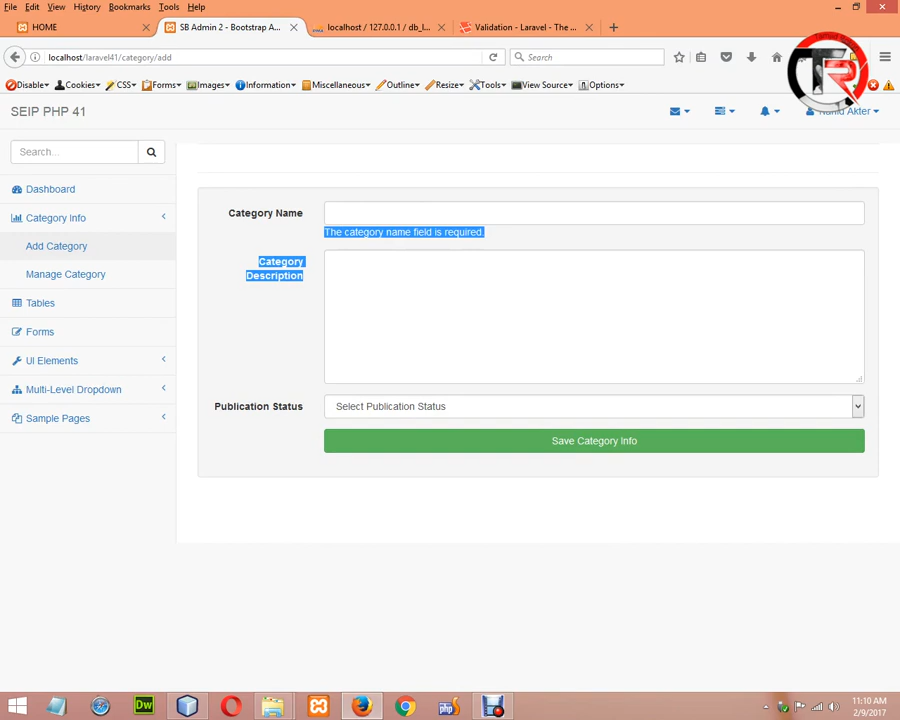 File Edit View History Bookmarks Tools Help
HOME
SB Admin 2 - Bootstrap A...
localhost / 127.0.0.1 / db_l...
Validation - Laravel - The ...
localhost/laravel41/category/add
Search
Disable Cookies CSS Forms Images Information Miscellaneous Outline Resize Tools View Source Options
SEIP PHP 41
Akter
Search...
Dashboard
Category Info
Add Category
Manage Category
Tables
Forms
UI Elements
Multi-Level Dropdown
Sample Pages
Category Name
The category name field is required.
Category
Description
Publication Status
Select Publication Status
Save Category Info
Dw
php
11:10 AM
2/9/2017